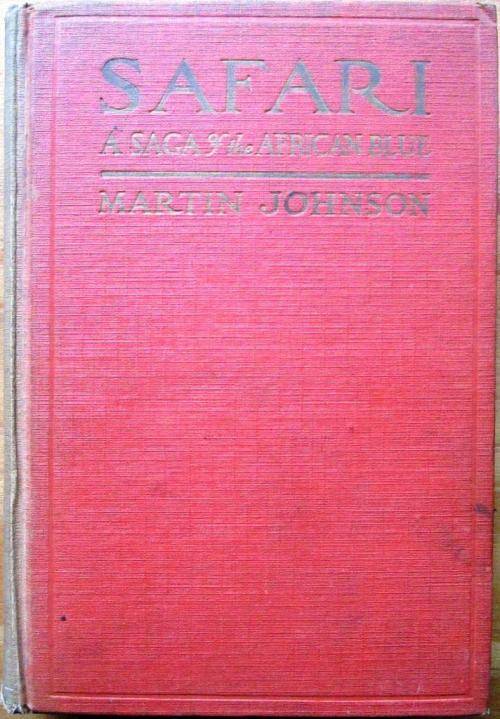 SAFARI
A SAGA of the AFRICAN BLUE
MARTIN JOHNSON